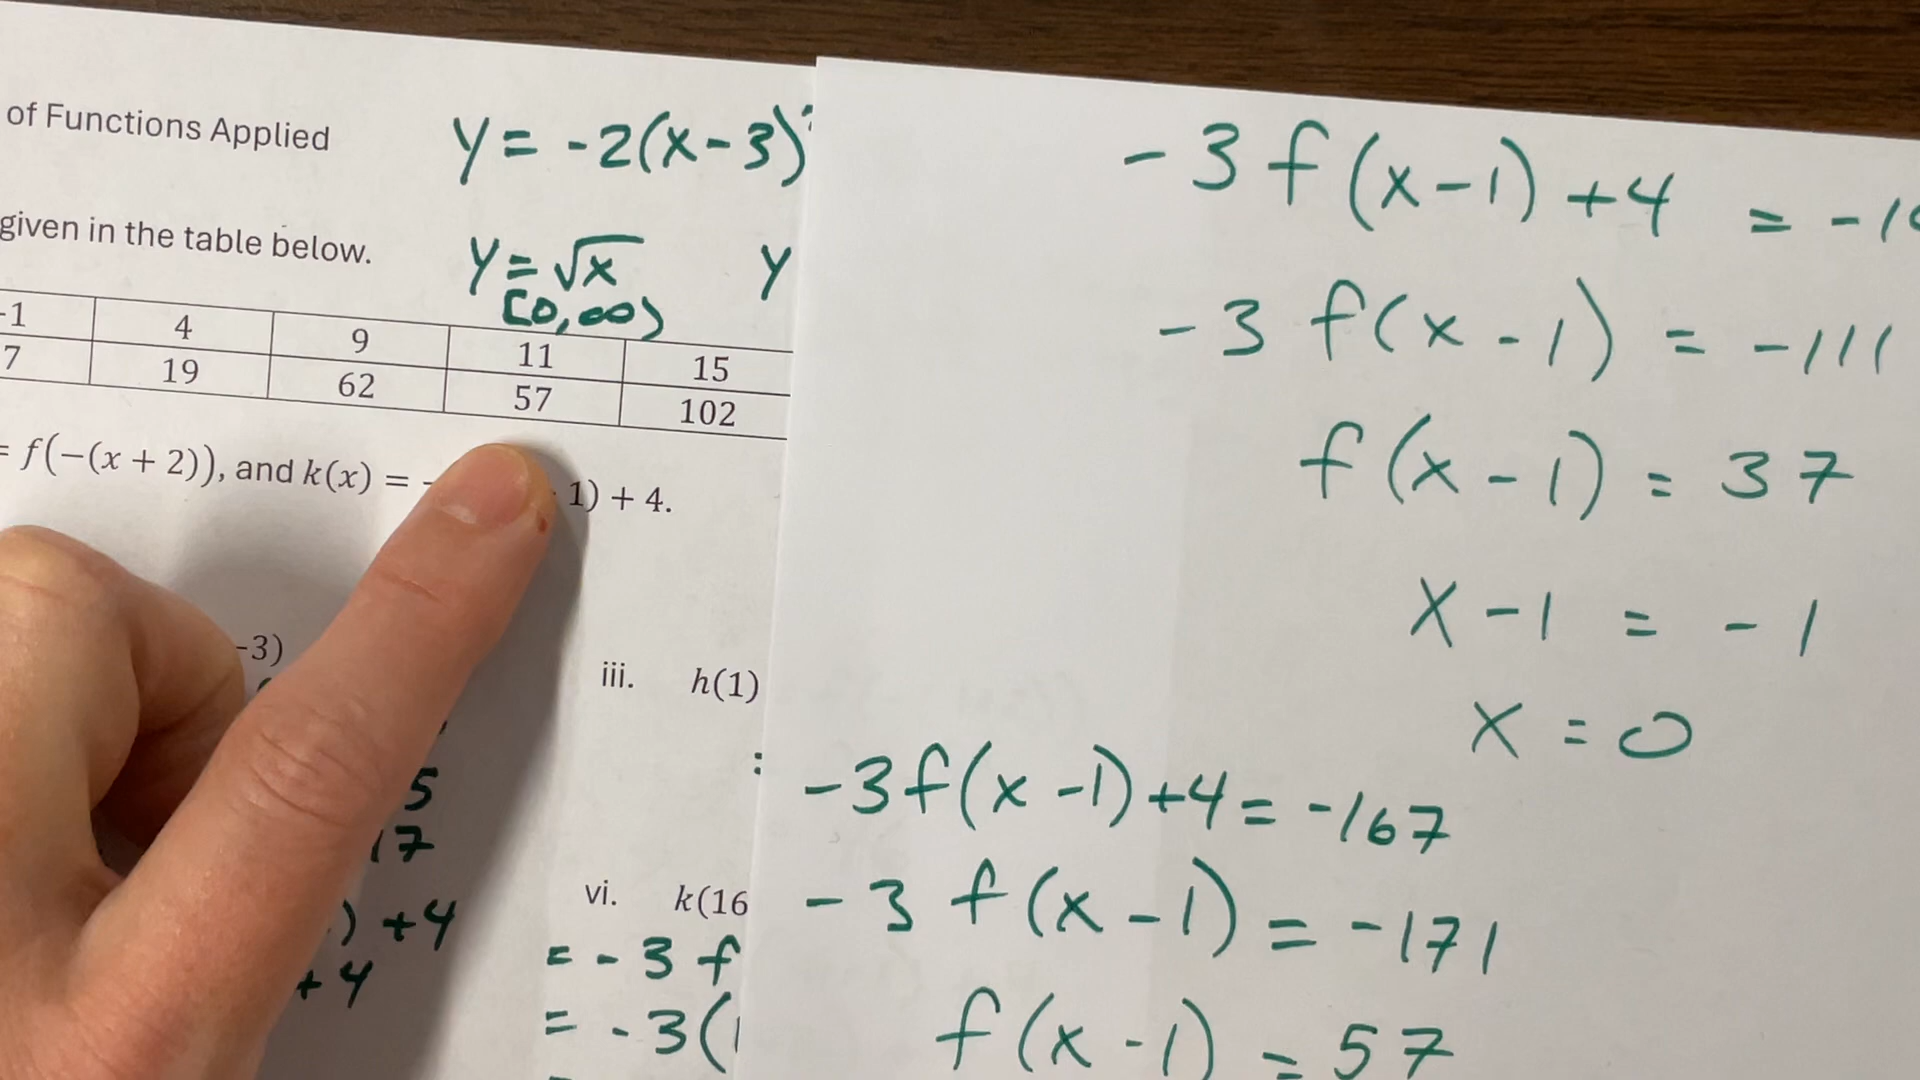 of Functions Applied
y = -2(x-3)
given in the table below.
y = √x y
[0,∞)
-1 4 9 11 15
7 19 62 57 102
= f(−(x + 2)), and k(x) = - 1) + 4.
-3)
iii. h(1)
:
5
17
vi. k(16
) +4
= -3 f
+4
= -3(1
-3 f(x-1) +4 = -1
-3 f(x-1) = -111
f(x-1) = 37
x-1 = -1
x = 0
-3f(x-1)+4 = -167
-3 f(x-1) = -171
f(x-1) = 57